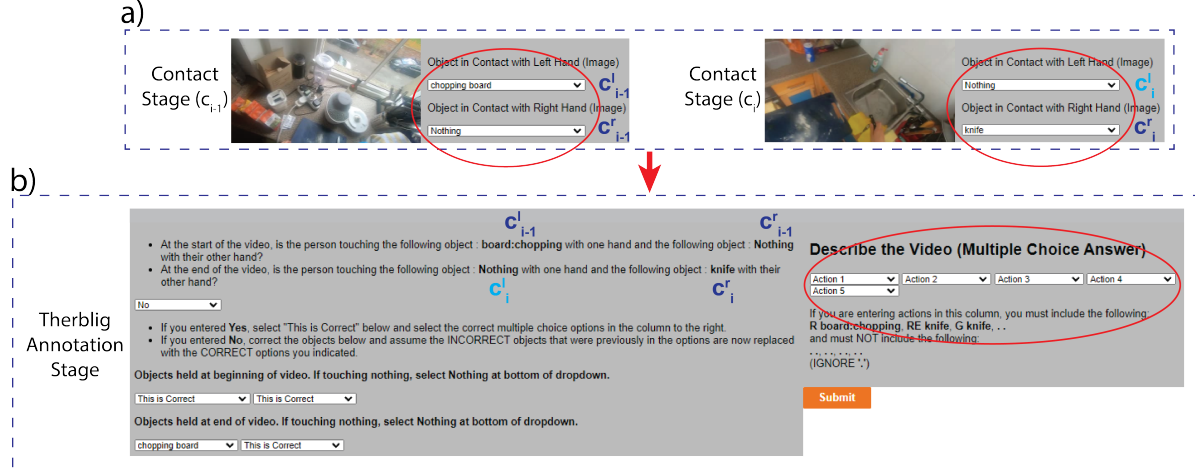 a)
Contact
Stage (c i-1)
Object in Contact with Left Hand (Image)
chopping board
c l i-1
Object in Contact with Right Hand (Image)
Nothing
c r i-1
Contact
Stage (c i)
Object in Contact with Left Hand (Image)
Nothing
c l i
Object in Contact with Right Hand (Image)
knife
c r i
b)
Therblig
Annotation
Stage
c l i-1 c r i-1
• At the start of the video, is the person touching the following object : board:chopping with one hand and the following object : Nothing
with their other hand?
• At the end of the video, is the person touching the following object : Nothing with one hand and the following object : knife with their
other hand?
c l i c r i
No
• If you entered Yes, select "This is Correct" below and select the correct multiple choice options in the column to the right.
• If you entered No, correct the objects below and assume the INCORRECT objects that were previously in the options are now replaced
with the CORRECT options you indicated.
Objects held at beginning of video. If touching nothing, select Nothing at bottom of dropdown.
This is Correct This is Correct
Objects held at end of video. If touching nothing, select Nothing at bottom of dropdown.
chopping board This is Correct
Describe the Video (Multiple Choice Answer)
Action 1 Action 2 Action 3 Action 4
Action 5
If you are entering actions in this column, you must include the following:
R board:chopping, RE knife, G knife, . .
and must NOT include the following:
. ., . ., . ., . .
(IGNORE '.')
Submit